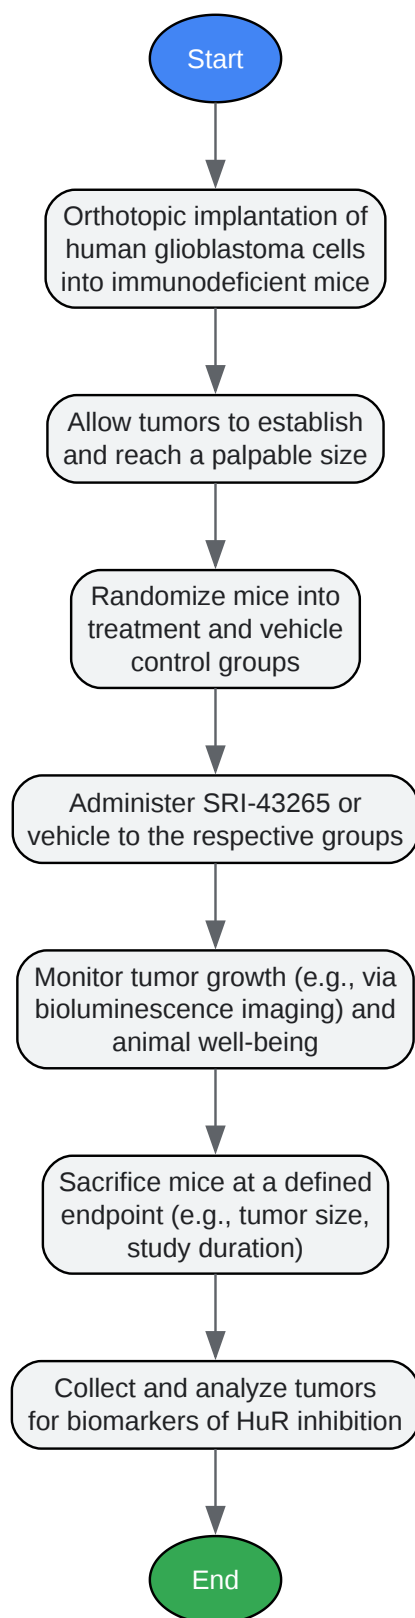 Start
Orthotopic implantation of
human glioblastoma cells
into immunodeficient mice
Allow tumors to establish
and reach a palpable size
Randomize mice into
treatment and vehicle
control groups
Administer SRI-43265 or
vehicle to the respective groups
Monitor tumor growth (e.g., via
bioluminescence imaging) and
animal well-being
Sacrifice mice at a defined
endpoint (e.g., tumor size,
study duration)
Collect and analyze tumors
for biomarkers of HuR inhibition
End